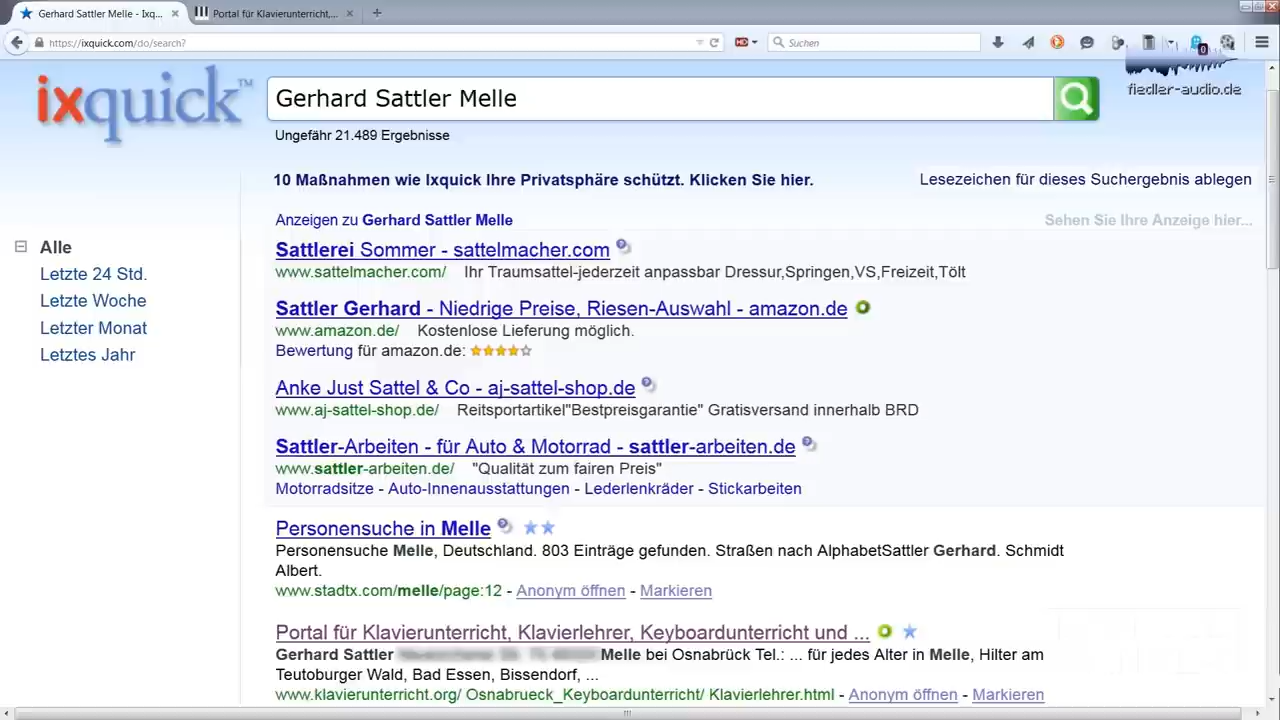 Gerhard Sattler Melle - Ixq...
Portal für Klavierunterricht,...
https://ixquick.com/do/search?
Suchen
0
fiedler-audio.de
ixquick™
Gerhard Sattler Melle
Ungefähr 21.489 Ergebnisse
10 Maßnahmen wie Ixquick Ihre Privatsphäre schützt. Klicken Sie hier.
Lesezeichen für dieses Suchergebnis ablegen
Anzeigen zu Gerhard Sattler Melle
Sehen Sie Ihre Anzeige hier...
Alle
Letzte 24 Std.
Letzte Woche
Letzter Monat
Letztes Jahr
Sattlerei Sommer - sattelmacher.com
www.sattelmacher.com/ Ihr Traumsattel-jederzeit anpassbar Dressur,Springen,VS,Freizeit,Tölt
Sattler Gerhard - Niedrige Preise, Riesen-Auswahl - amazon.de
www.amazon.de/ Kostenlose Lieferung möglich.
Bewertung für amazon.de:
Anke Just Sattel & Co - aj-sattel-shop.de
www.aj-sattel-shop.de/ Reitsportartikel"Bestpreisgarantie" Gratisversand innerhalb BRD
Sattler-Arbeiten - für Auto & Motorrad - sattler-arbeiten.de
www.sattler-arbeiten.de/ "Qualität zum fairen Preis"
Motorradsitze - Auto-Innenausstattungen - Lederlenkräder - Stickarbeiten
Personensuche in Melle
Personensuche Melle, Deutschland. 803 Einträge gefunden. Straßen nach AlphabetSattler Gerhard. Schmidt
Albert.
www.stadtx.com/melle/page:12 - Anonym öffnen - Markieren
Portal für Klavierunterricht, Klavierlehrer, Keyboardunterricht und ...
Gerhard Sattler Melle bei Osnabrück Tel.: ... für jedes Alter in Melle, Hilter am
Teutoburger Wald, Bad Essen, Bissendorf, ...
www.klavierunterricht.org/ Osnabrueck_Keyboardunterricht/ Klavierlehrer.html - Anonym öffnen - Markieren